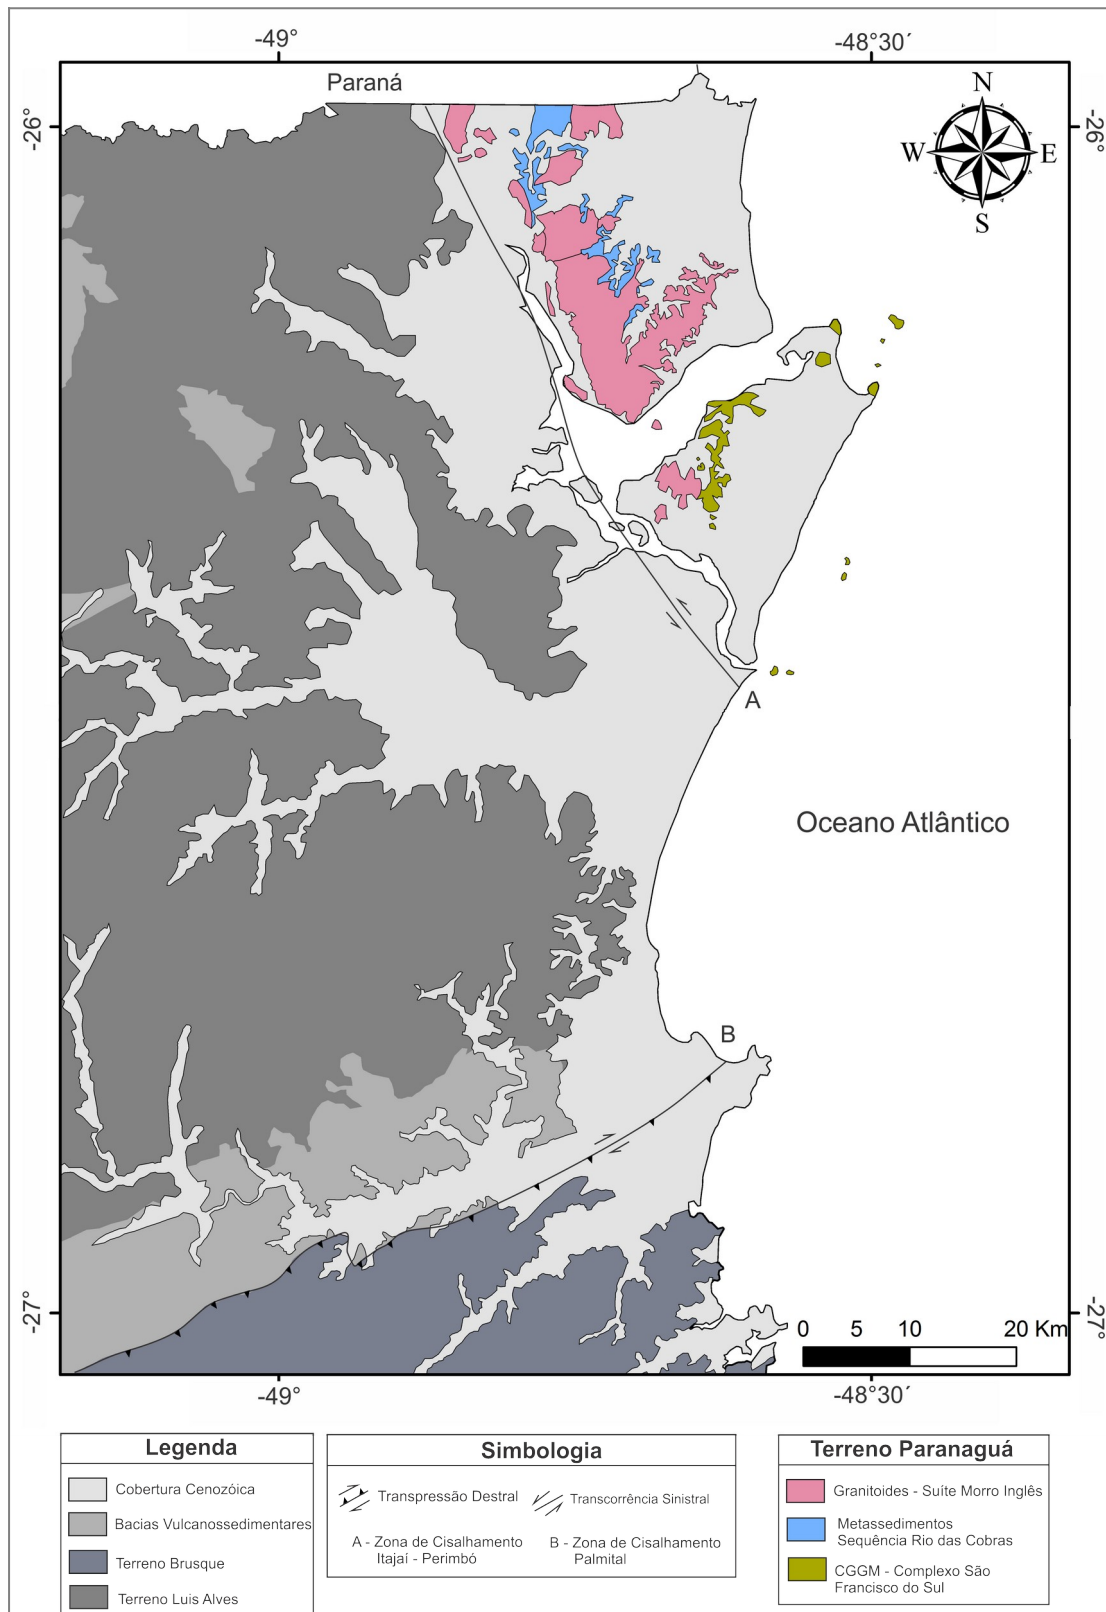 -49°
-48°30´
Paraná
-26°
-26°
N
W
E
S
A
Oceano Atlântico
B
-27°
-27°
0 5 10 20 Km
-49°
-48°30´
Legenda
Cobertura Cenozóica
Bacias Vulcanossedimentares
Terreno Brusque
Terreno Luis Alves
Simbologia
Transpressão Destral
Transcorrência Sinistral
A - Zona de Cisalhamento
Itajaí - Perimbó
B - Zona de Cisalhamento
Palmital
Terreno Paranaguá
Granitoides - Suíte Morro Inglês
Metassedimentos
Sequência Rio das Cobras
CGGM - Complexo São
Francisco do Sul